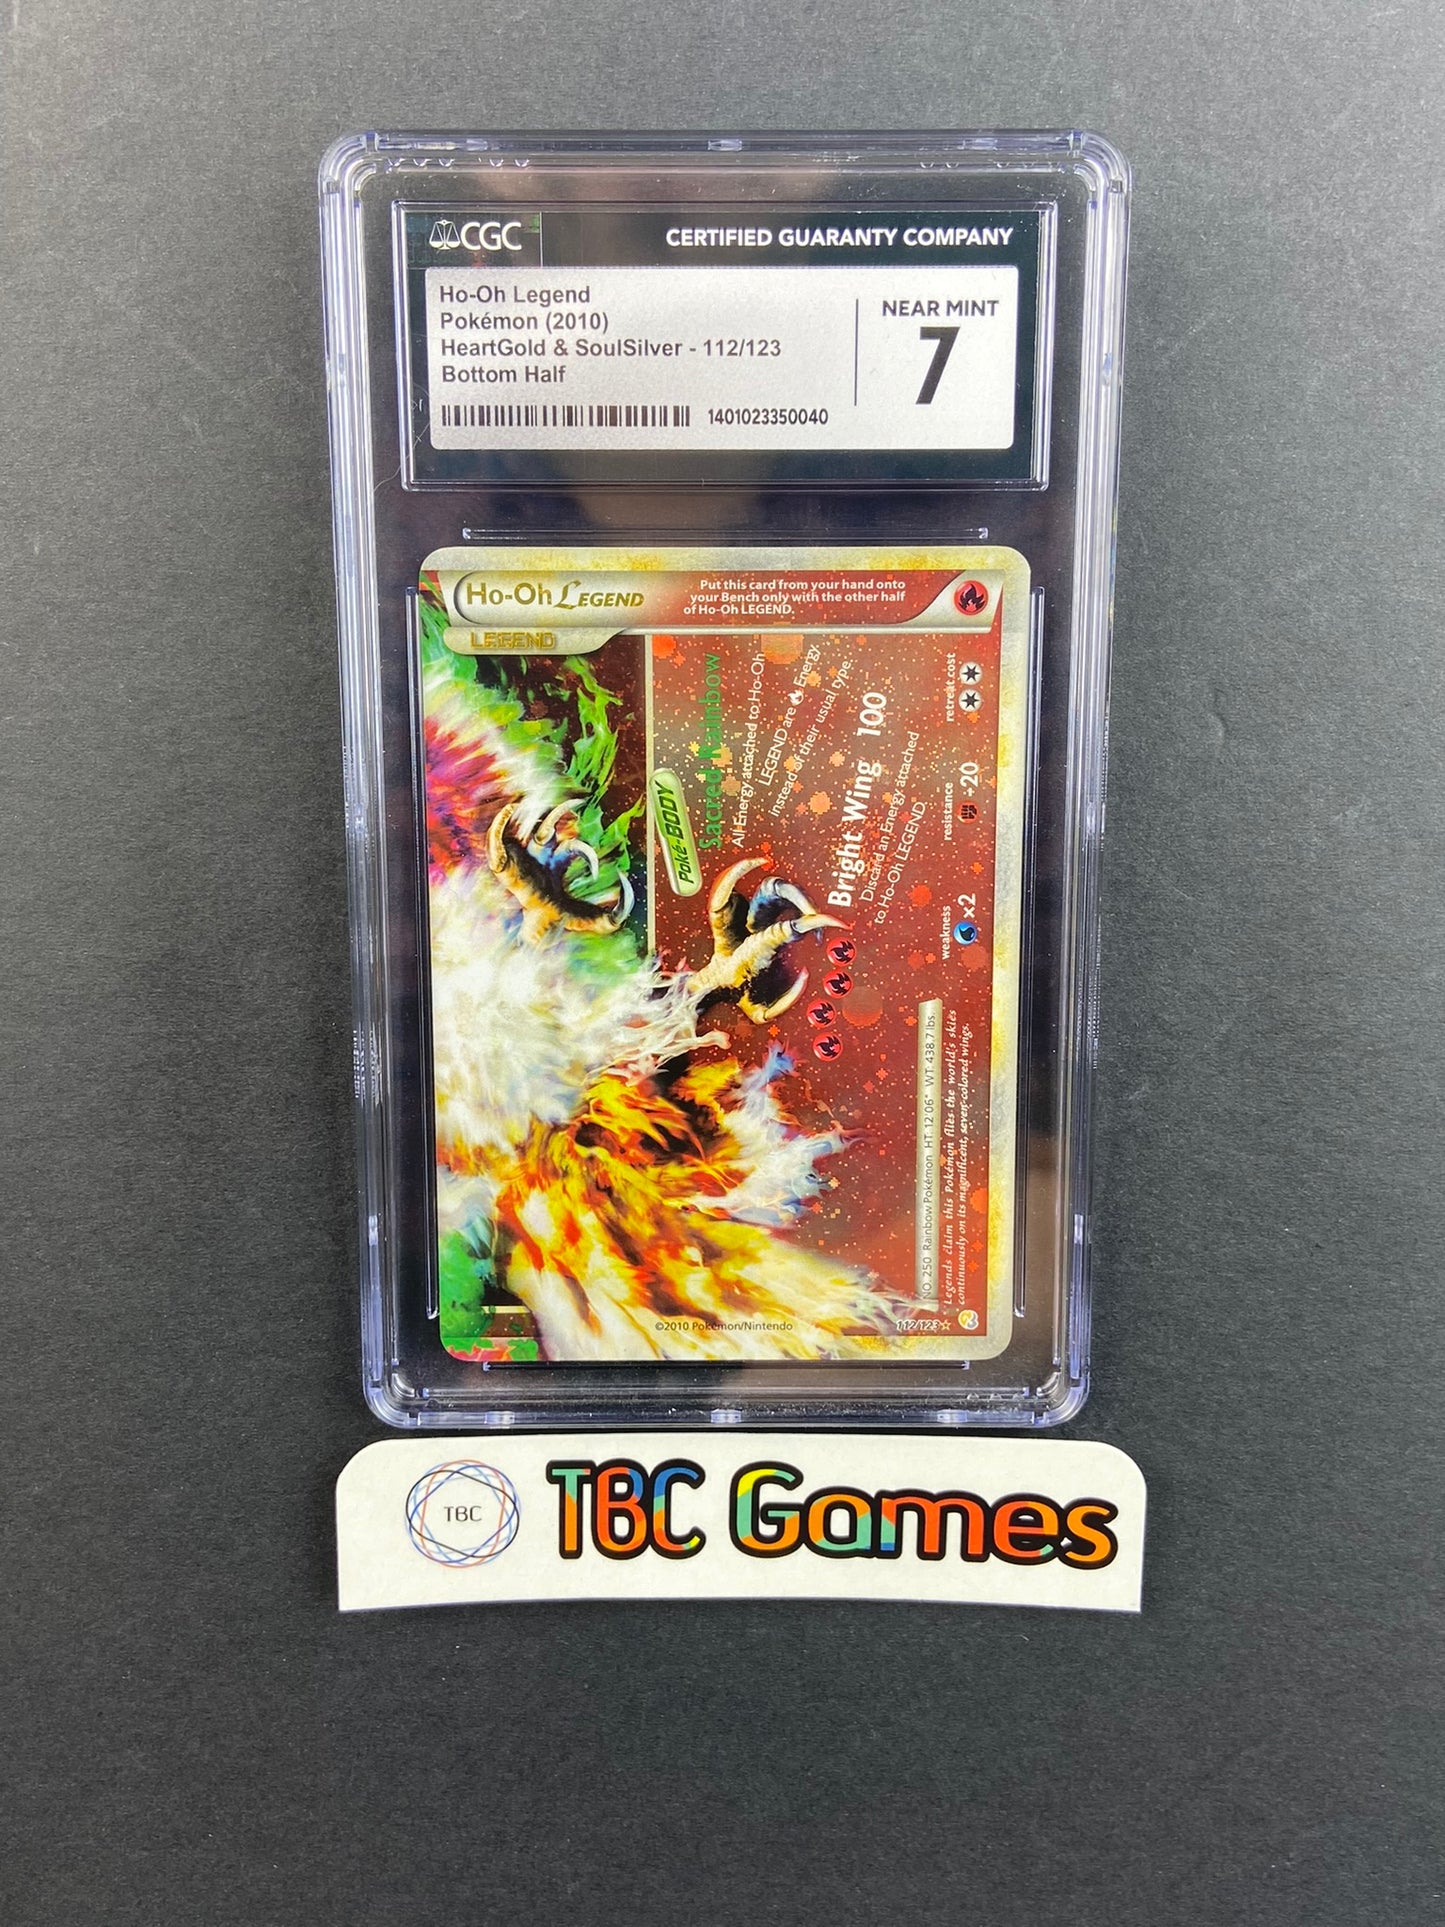 CGC
CERTIFIED GUARANTY COMPANY
Ho-Oh Legend
Pokémon (2010)
HeartGold & SoulSilver - 112/123
Bottom Half
1401023350040
NEAR MINT
7
Ho-Oh LEGEND
LEGEND
Put this card from your hand onto
your Bench only with the other half
of Ho-Oh LEGEND.
Poké-BODY
Sacred Rainbow
All Energy attached to Ho-Oh
LEGEND are Energy
instead of their usual type.
Bright Wing 100
Discard an Energy attached
to Ho-Oh LEGEND.
weakness
×2
resistance
-20
retreat cost
NO. 250 Rainbow Pokémon HT: 12'06" WT: 438.7 lbs.
Legends claim this Pokémon flies the world's skies
continuously on its magnificent, seven-colored wings.
©2010 Pokémon/Nintendo
112/123
TBC
TBC Games